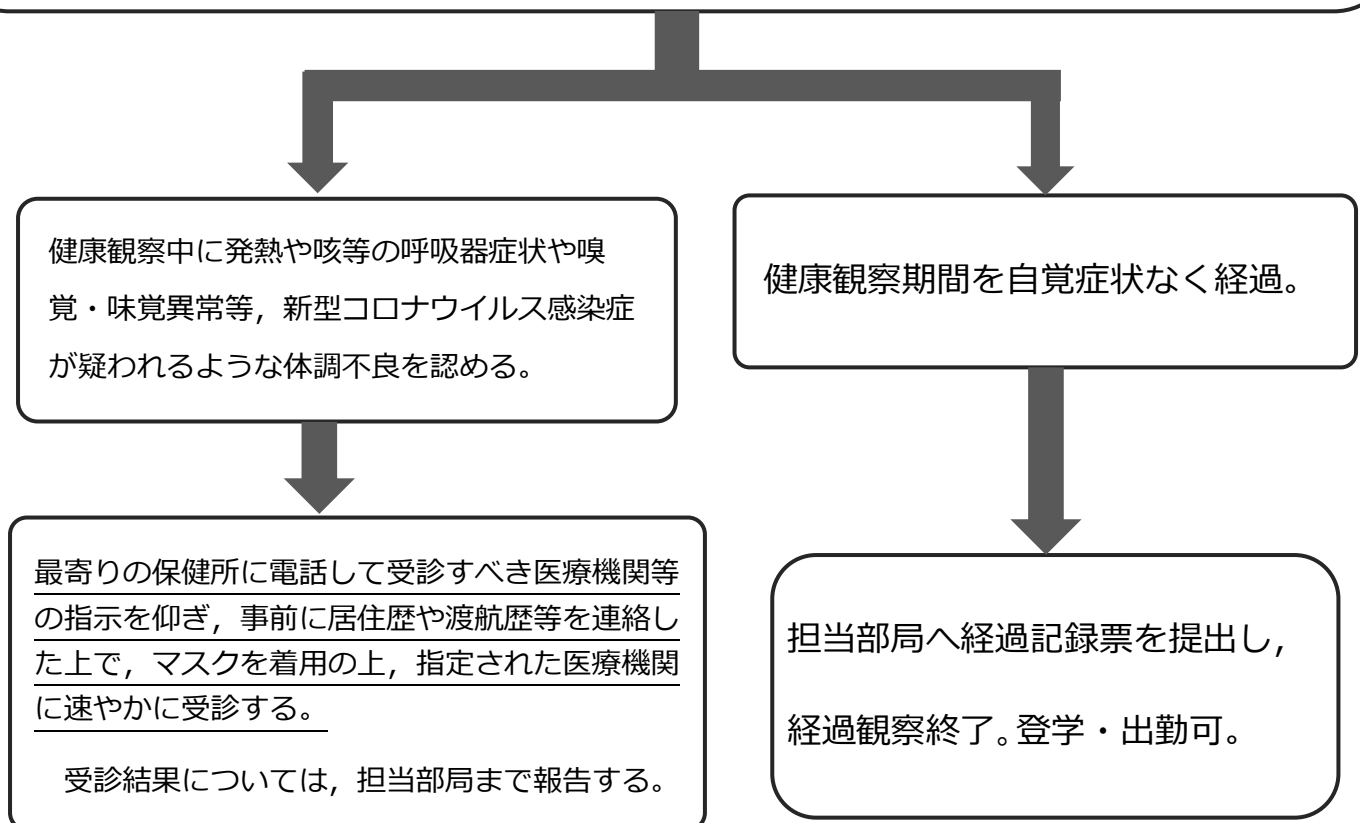 健康観察中に発熱や咳等の呼吸器症状や嗅
覚・味覚異常等，新型コロナウイルス感染症
が疑われるような体調不良を認める。
健康観察期間を自覚症状なく経過。
最寄りの保健所に電話して受診すべき医療機関等
の指示を仰ぎ，事前に居住歴や渡航歴等を連絡し
た上で，マスクを着用の上，指定された医療機関
に速やかに受診する。
受診結果については，担当部局まで報告する。
担当部局へ経過記録票を提出し，
経過観察終了。登学・出勤可。